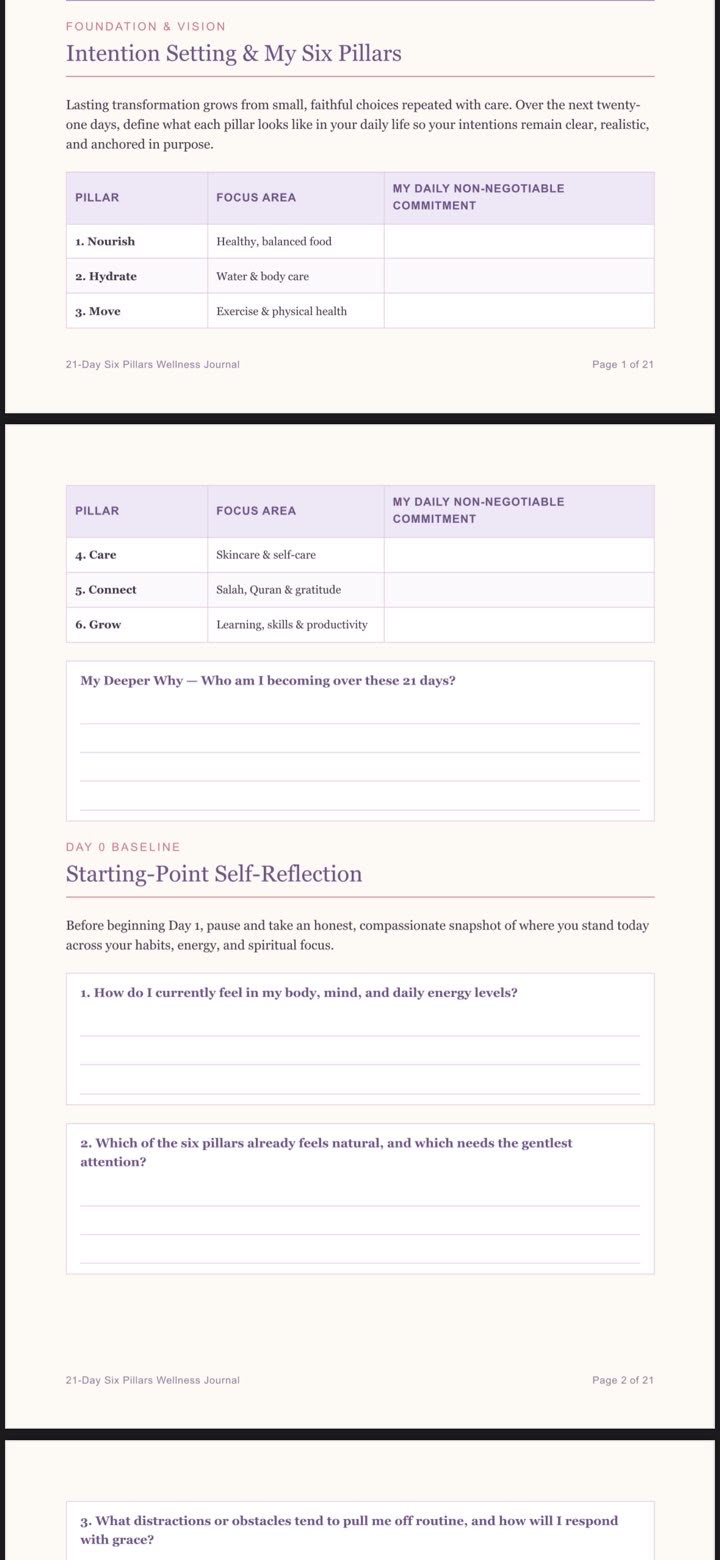 FOUNDATION & VISION
Intention Setting & My Six Pillars
Lasting transformation grows from small, faithful choices repeated with care. Over the next twenty-
one days, define what each pillar looks like in your daily life so your intentions remain clear, realistic,
and anchored in purpose.
PILLAR FOCUS AREA MY DAILY NON-NEGOTIABLE
COMMITMENT
1. Nourish Healthy, balanced food
2. Hydrate Water & body care
3. Move Exercise & physical health
21-Day Six Pillars Wellness Journal Page 1 of 21
PILLAR FOCUS AREA MY DAILY NON-NEGOTIABLE
COMMITMENT
4. Care Skincare & self-care
5. Connect Salah, Quran & gratitude
6. Grow Learning, skills & productivity
My Deeper Why — Who am I becoming over these 21 days?
DAY 0 BASELINE
Starting-Point Self-Reflection
Before beginning Day 1, pause and take an honest, compassionate snapshot of where you stand today
across your habits, energy, and spiritual focus.
1. How do I currently feel in my body, mind, and daily energy levels?
2. Which of the six pillars already feels natural, and which needs the gentlest
attention?
21-Day Six Pillars Wellness Journal Page 2 of 21
3. What distractions or obstacles tend to pull me off routine, and how will I respond
with grace?